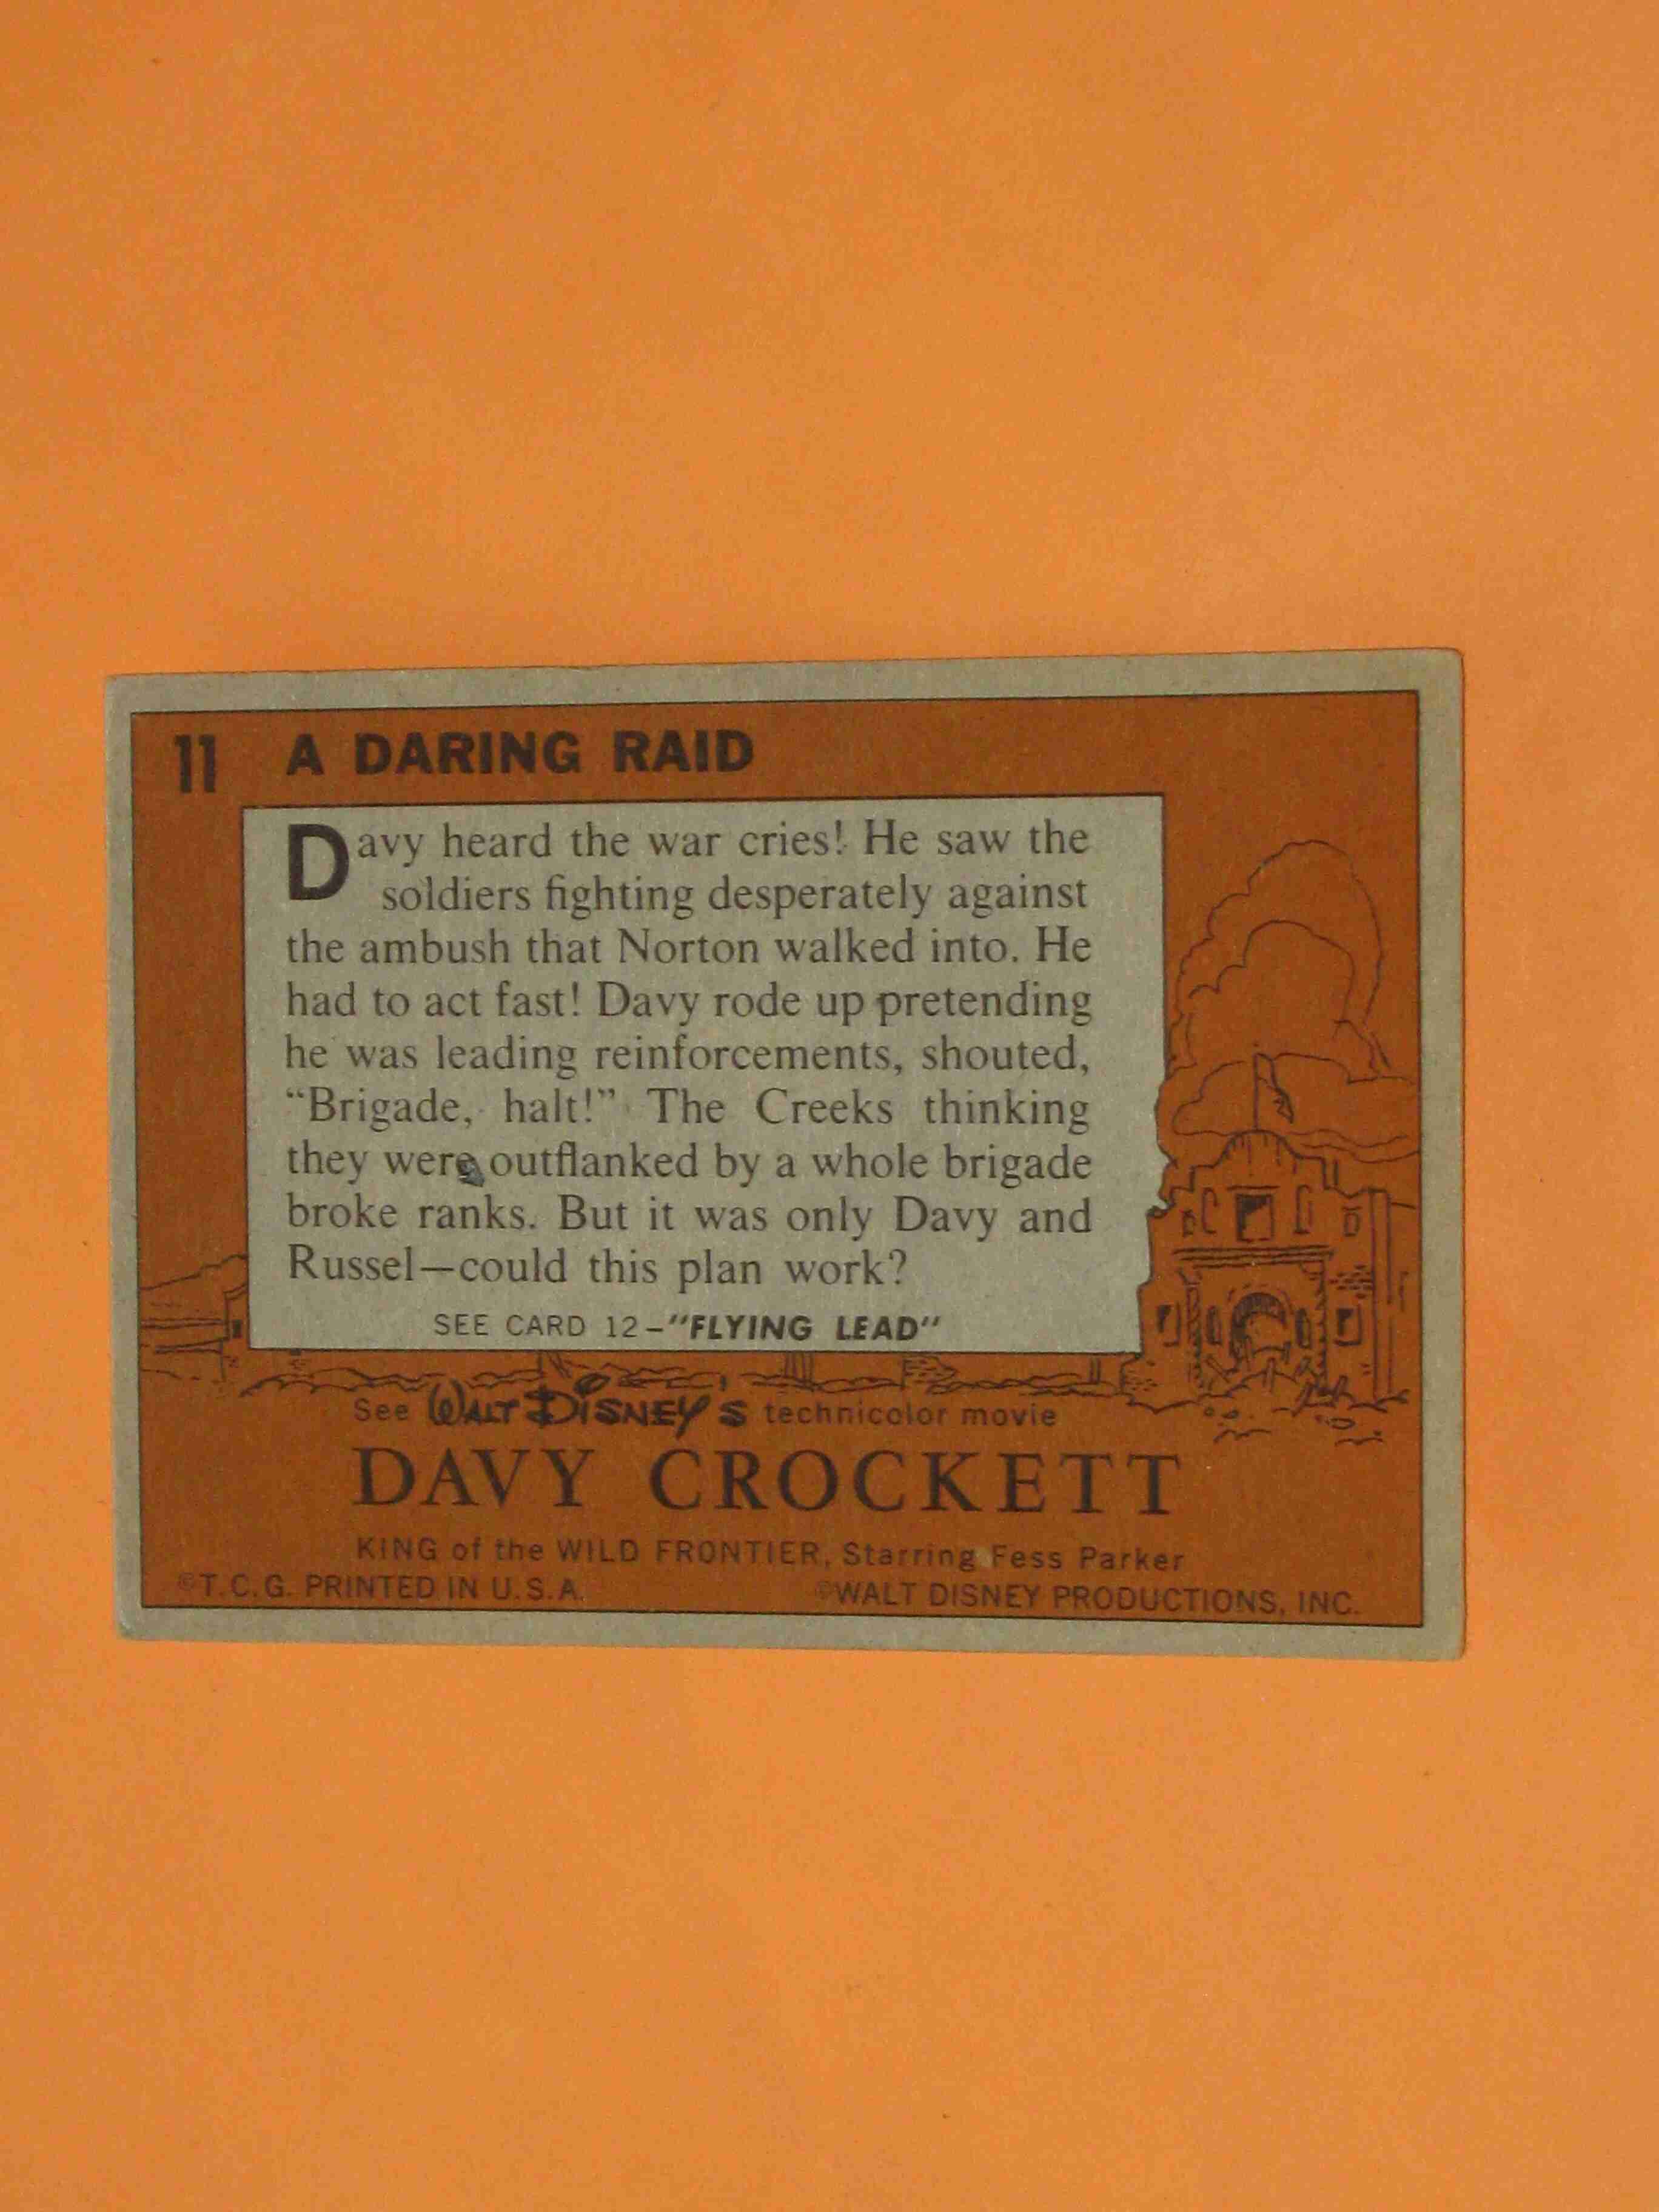 11 A DARING RAID
Davy heard the war cries! He saw the
soldiers fighting desperately against
the ambush that Norton walked into. He
had to act fast! Davy rode up pretending
he was leading reinforcements, shouted,
“Brigade, halt!” The Creeks thinking
they were outflanked by a whole brigade
broke ranks. But it was only Davy and
Russel—could this plan work?
SEE CARD 12–"FLYING LEAD"
See WALT DISNEY'S technicolor movie
DAVY CROCKETT
KING of the WILD FRONTIER, Starring Fess Parker
©T.C.G. PRINTED IN U.S.A. ©WALT DISNEY PRODUCTIONS, INC.